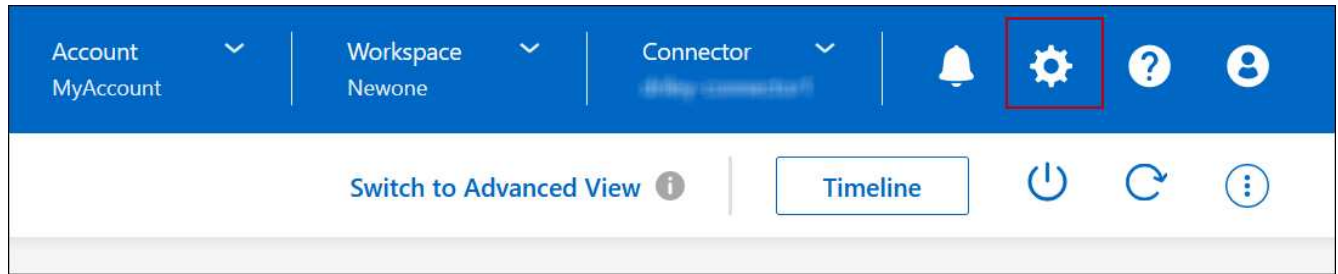 Account
MyAccount
Workspace
Newone
Connector
Switch to Advanced View
Timeline